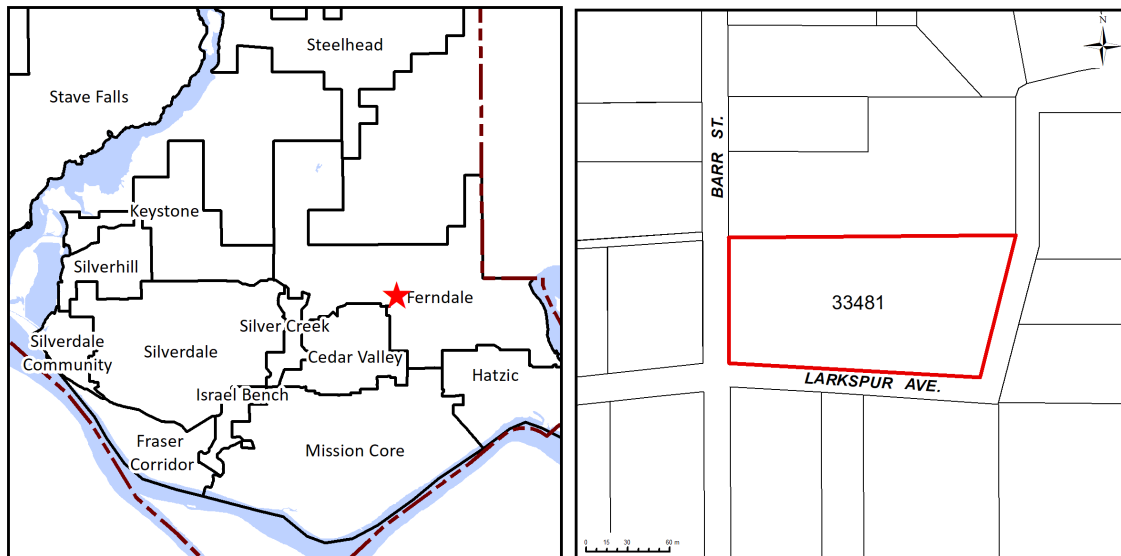 Steelhead
Stave Falls
Keystone
Silverhill
Ferndale
Silver Creek
Silverdale
Community
Silverdale
Cedar Valley
Hatzic
Israel Bench
Fraser
Corridor
Mission Core
N
BARR ST.
33481
LARKSPUR AVE.
0 15 30 60 m